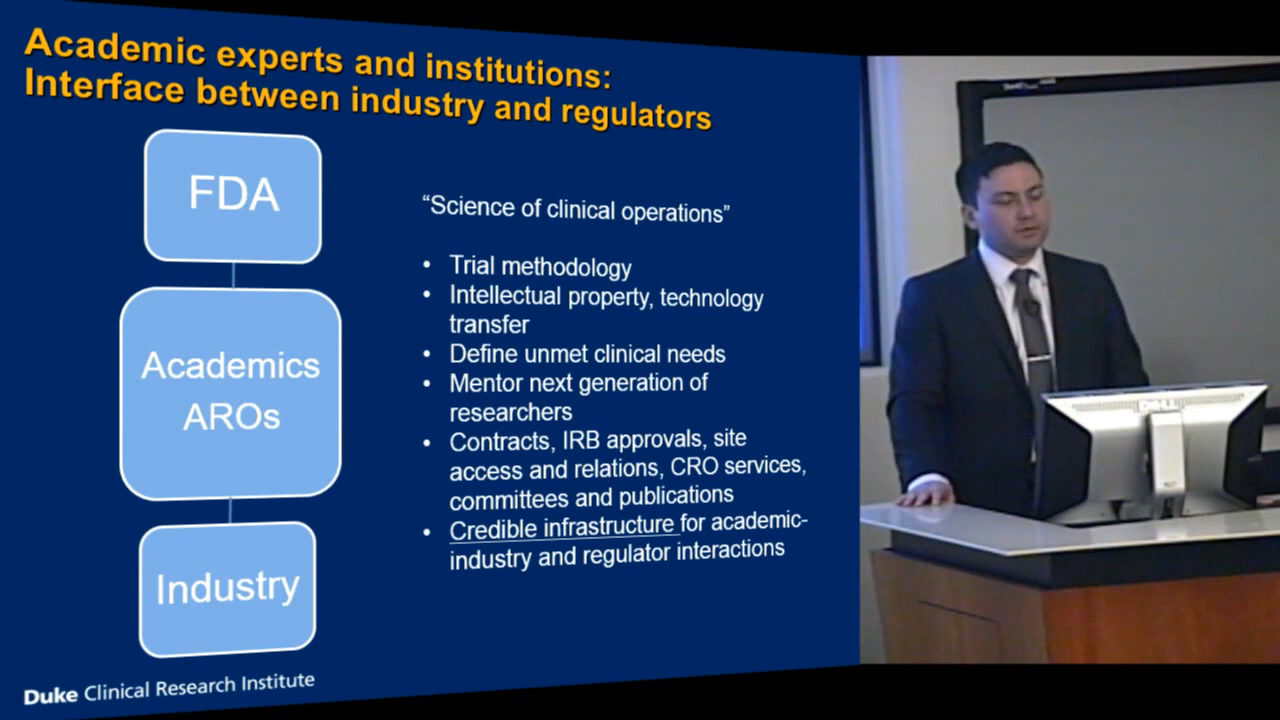 Academic experts and institutions:
Interface between industry and regulators
FDA
Academics
AROs
Industry
“Science of clinical operations”
• Trial methodology
• Intellectual property, technology
transfer
• Define unmet clinical needs
• Mentor next generation of
researchers
• Contracts, IRB approvals, site
access and relations, CRO services,
committees and publications
• Credible infrastructure for academic-
industry and regulator interactions
Duke Clinical Research Institute
DELL